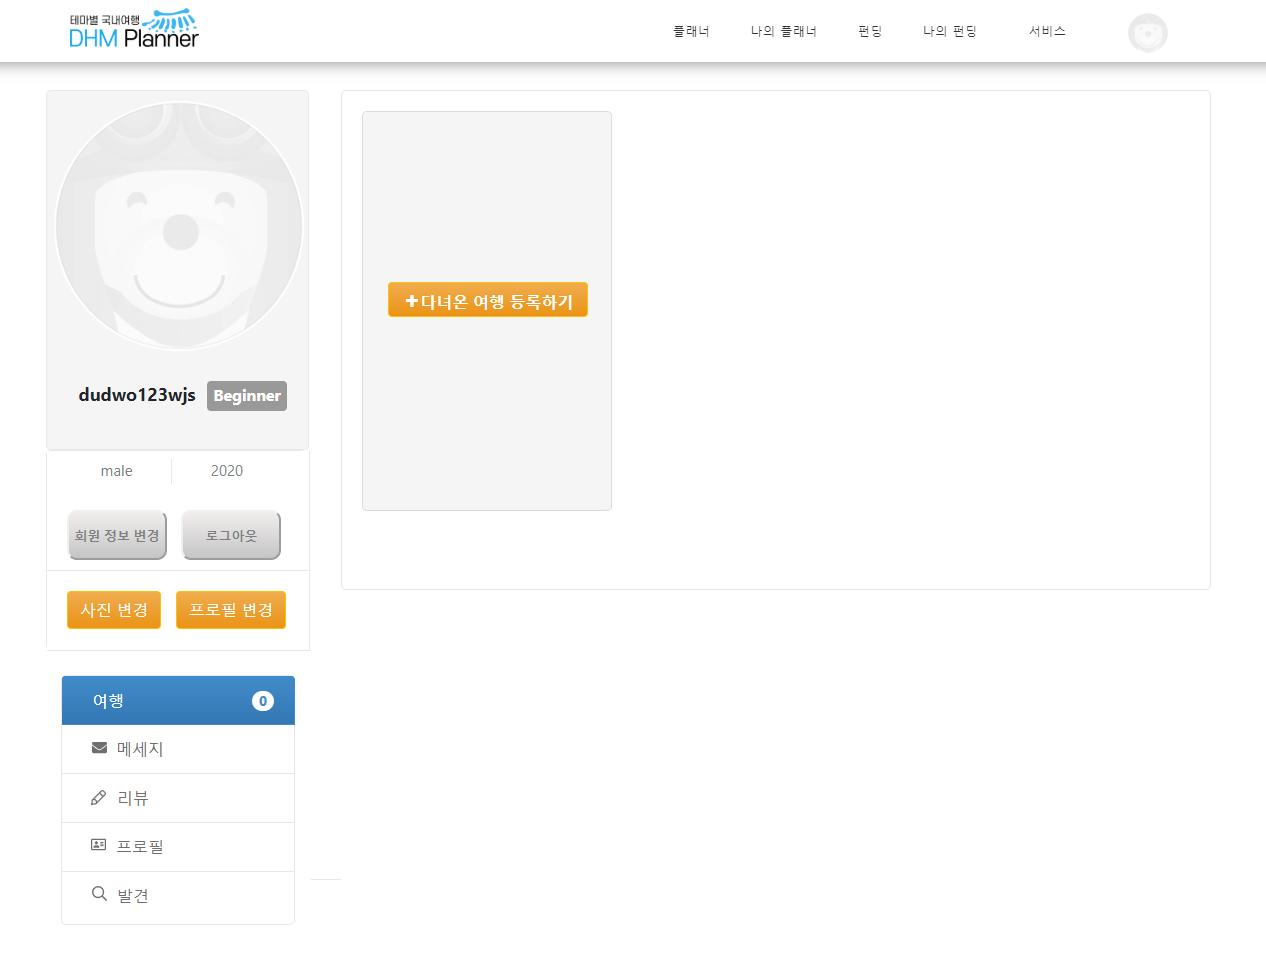 테마별 국내여행
DHM Planner
플래너 나의 플래너 펀딩 나의 펀딩 서비스
dudwo123wjs Beginner
male 2020
회원 정보 변경 로그아웃
사진 변경 프로필 변경
여행 0
메세지
리뷰
프로필
발견
다녀온 여행 등록하기